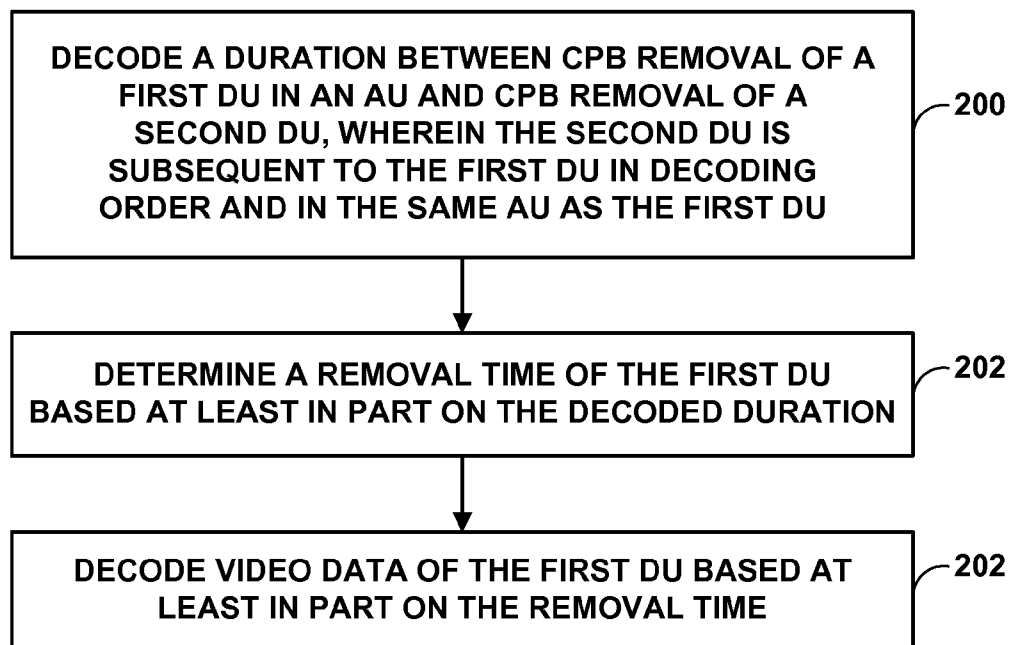 DECODE A DURATION BETWEEN CPB REMOVAL OF A
FIRST DU IN AN AU AND CPB REMOVAL OF A
SECOND DU, WHEREIN THE SECOND DU IS
SUBSEQUENT TO THE FIRST DU IN DECODING
ORDER AND IN THE SAME AU AS THE FIRST DU
200
DETERMINE A REMOVAL TIME OF THE FIRST DU
BASED AT LEAST IN PART ON THE DECODED DURATION
202
DECODE VIDEO DATA OF THE FIRST DU BASED AT
LEAST IN PART ON THE REMOVAL TIME
202